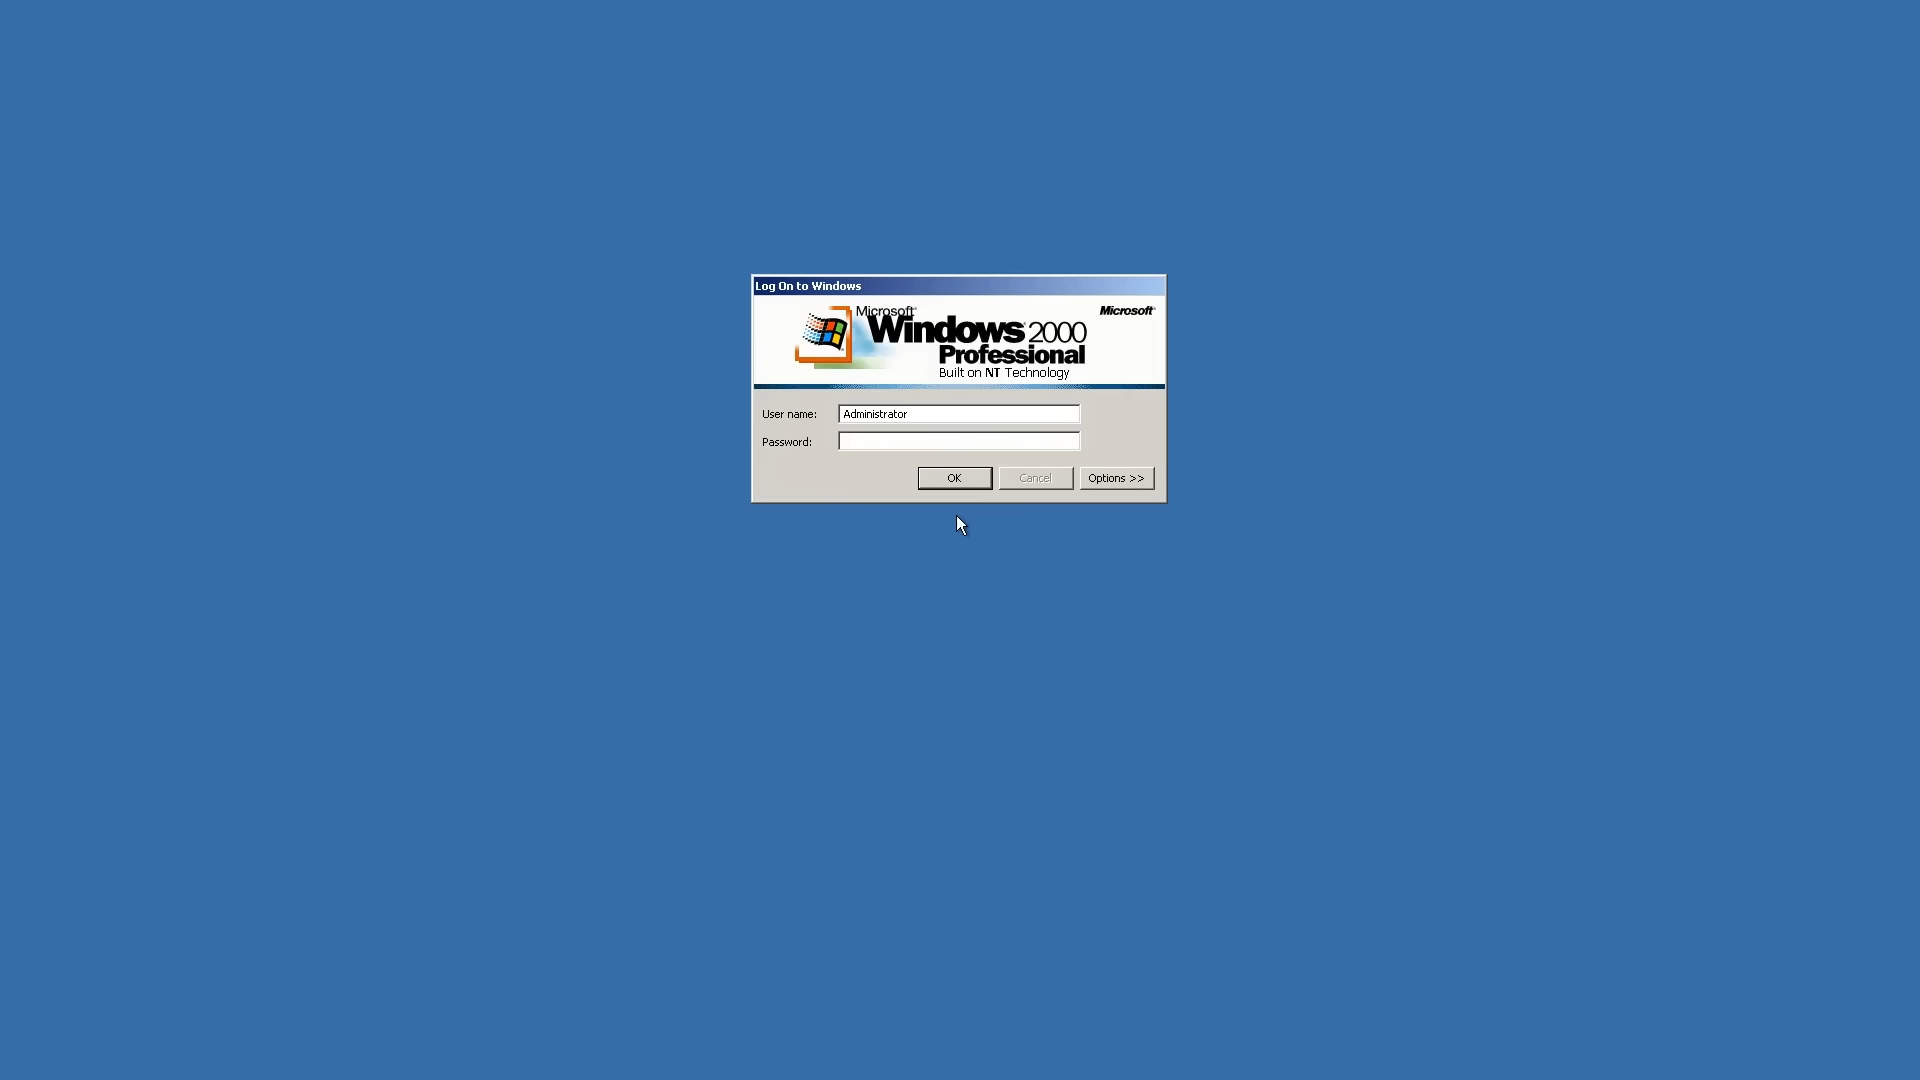 Log On to Windows
Microsoft
Microsoft
Windows 2000
Professional
Built on NT Technology
User name: Administrator
Password:
OK Cancel Options >>